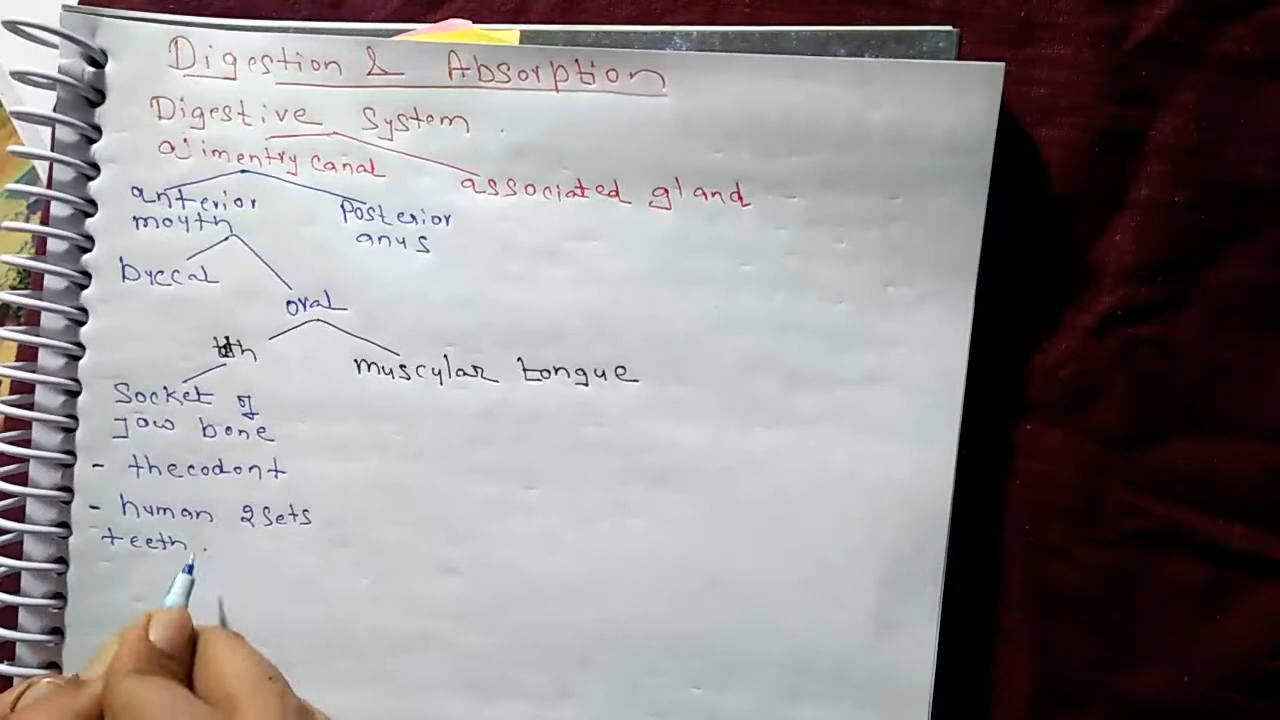 Digestion & Absorption
Digestive System
alimentry canal
associated gland
anterior
mouth
Posterior
anus
buccal
oral
muscular tongue
Socket of
Jaw bone
- thecodont
- human 2 sets
teeth.